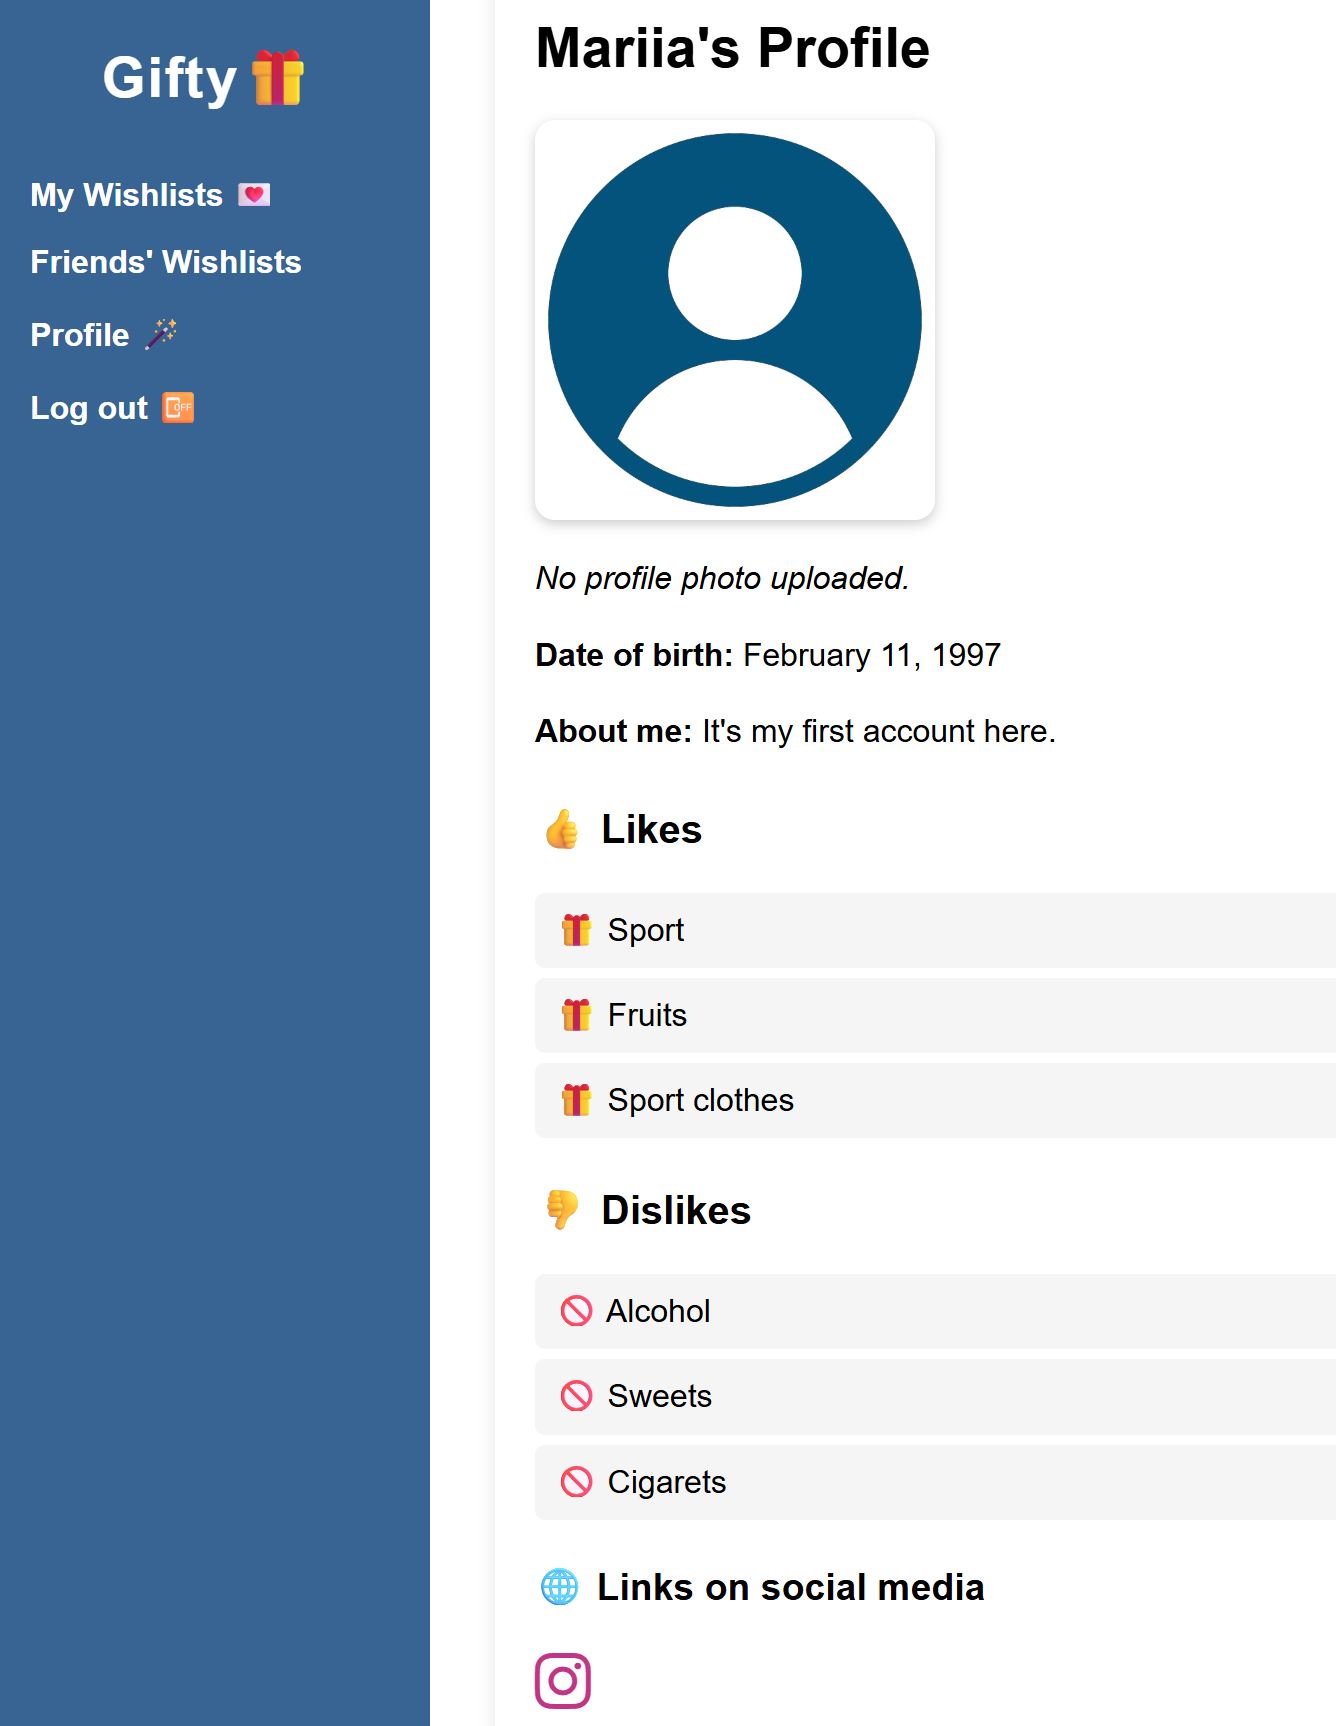 Gifty
My Wishlists
Friends' Wishlists
Profile
Log out
OFF
Mariia's Profile
No profile photo uploaded.
Date of birth: February 11, 1997
About me: It's my first account here.
Likes
Sport
Fruits
Sport clothes
Dislikes
Alcohol
Sweets
Cigarets
Links on social media